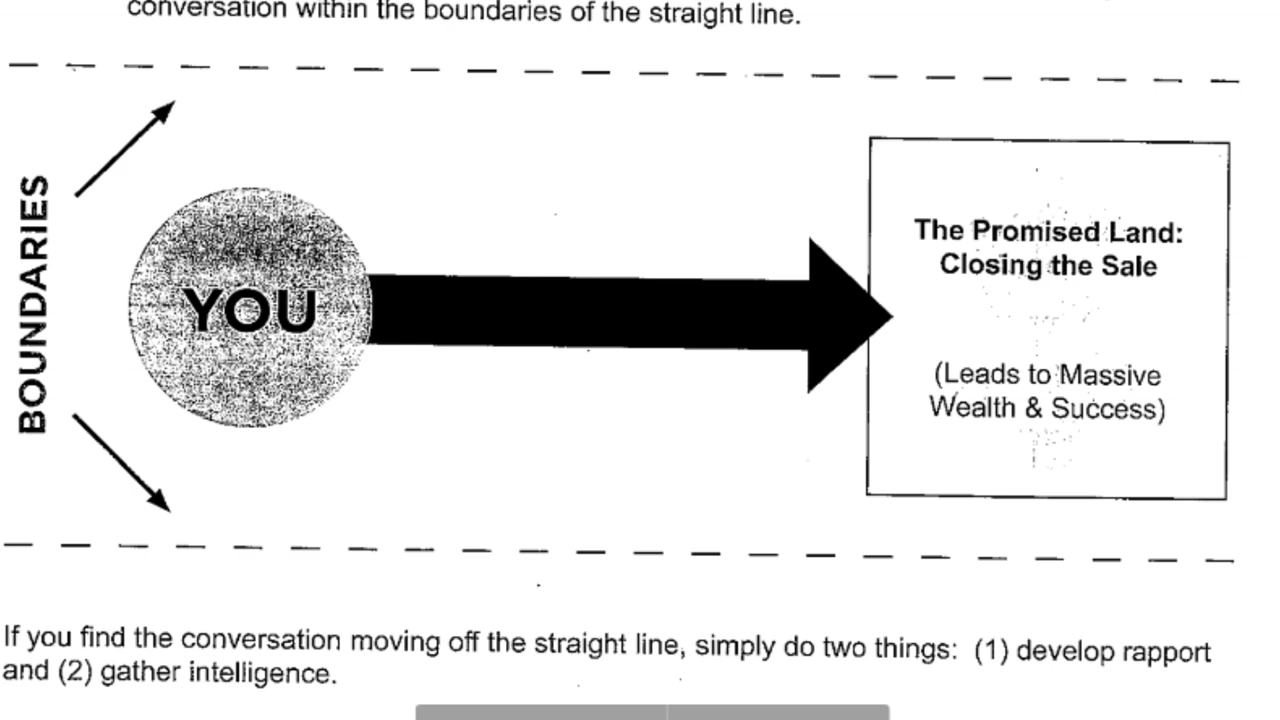 conversation within the boundaries of the straight line.
BOUNDARIES
YOU
The Promised Land:
Closing the Sale
(Leads to Massive
Wealth & Success)
If you find the conversation moving off the straight line, simply do two things: (1) develop rapport
and (2) gather intelligence.